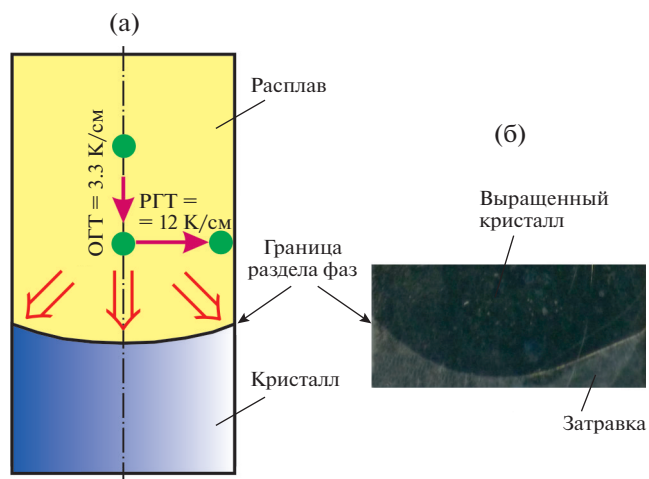 (а)
Расплав
ОГТ = 3.3 К/см
РГТ =
= 12 К/см
Кристалл
Граница
раздела фаз
(б)
Выращенный
кристалл
Затравка